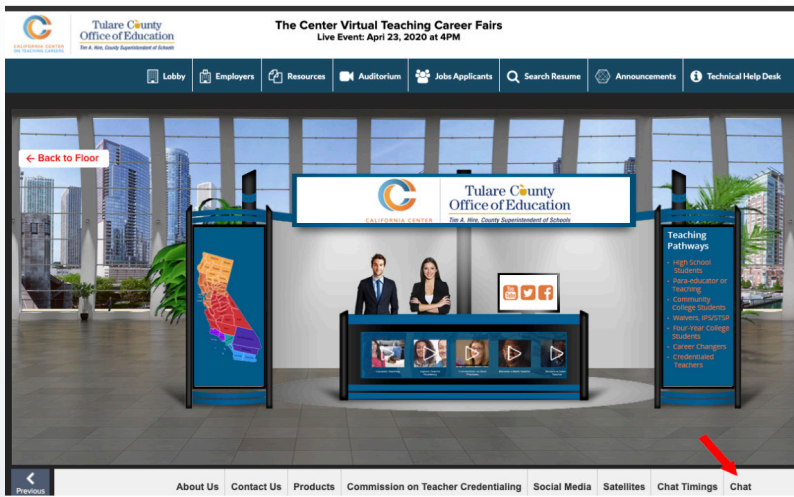 CALIFORNIA CENTER
ON TEACHING CAREERS
Tulare County
Office of Education
Tim A. Hire, County Superintendent of Schools
The Center Virtual Teaching Career Fairs
Live Event: Apri 23, 2020 at 4PM
Lobby
Employers
Resources
Auditorium
Jobs Applicants
Search Resume
Announcements
Technical Help Desk
← Back to Floor
CALIFORNIA CENTER
Tulare County
Office of Education
Tim A. Hire, County Superintendent of Schools
Teaching
Pathways
- High School
Students
- Para-educator or
Teaching
- Community
College Students
- Waivers, IPS/STSP
- Four-Year College
Students
- Career Changers
- Credentialed
Teachers
You
Tube
Previous
About Us
Contact Us
Products
Commission on Teacher Credentialing
Social Media
Satellites
Chat Timings
Chat